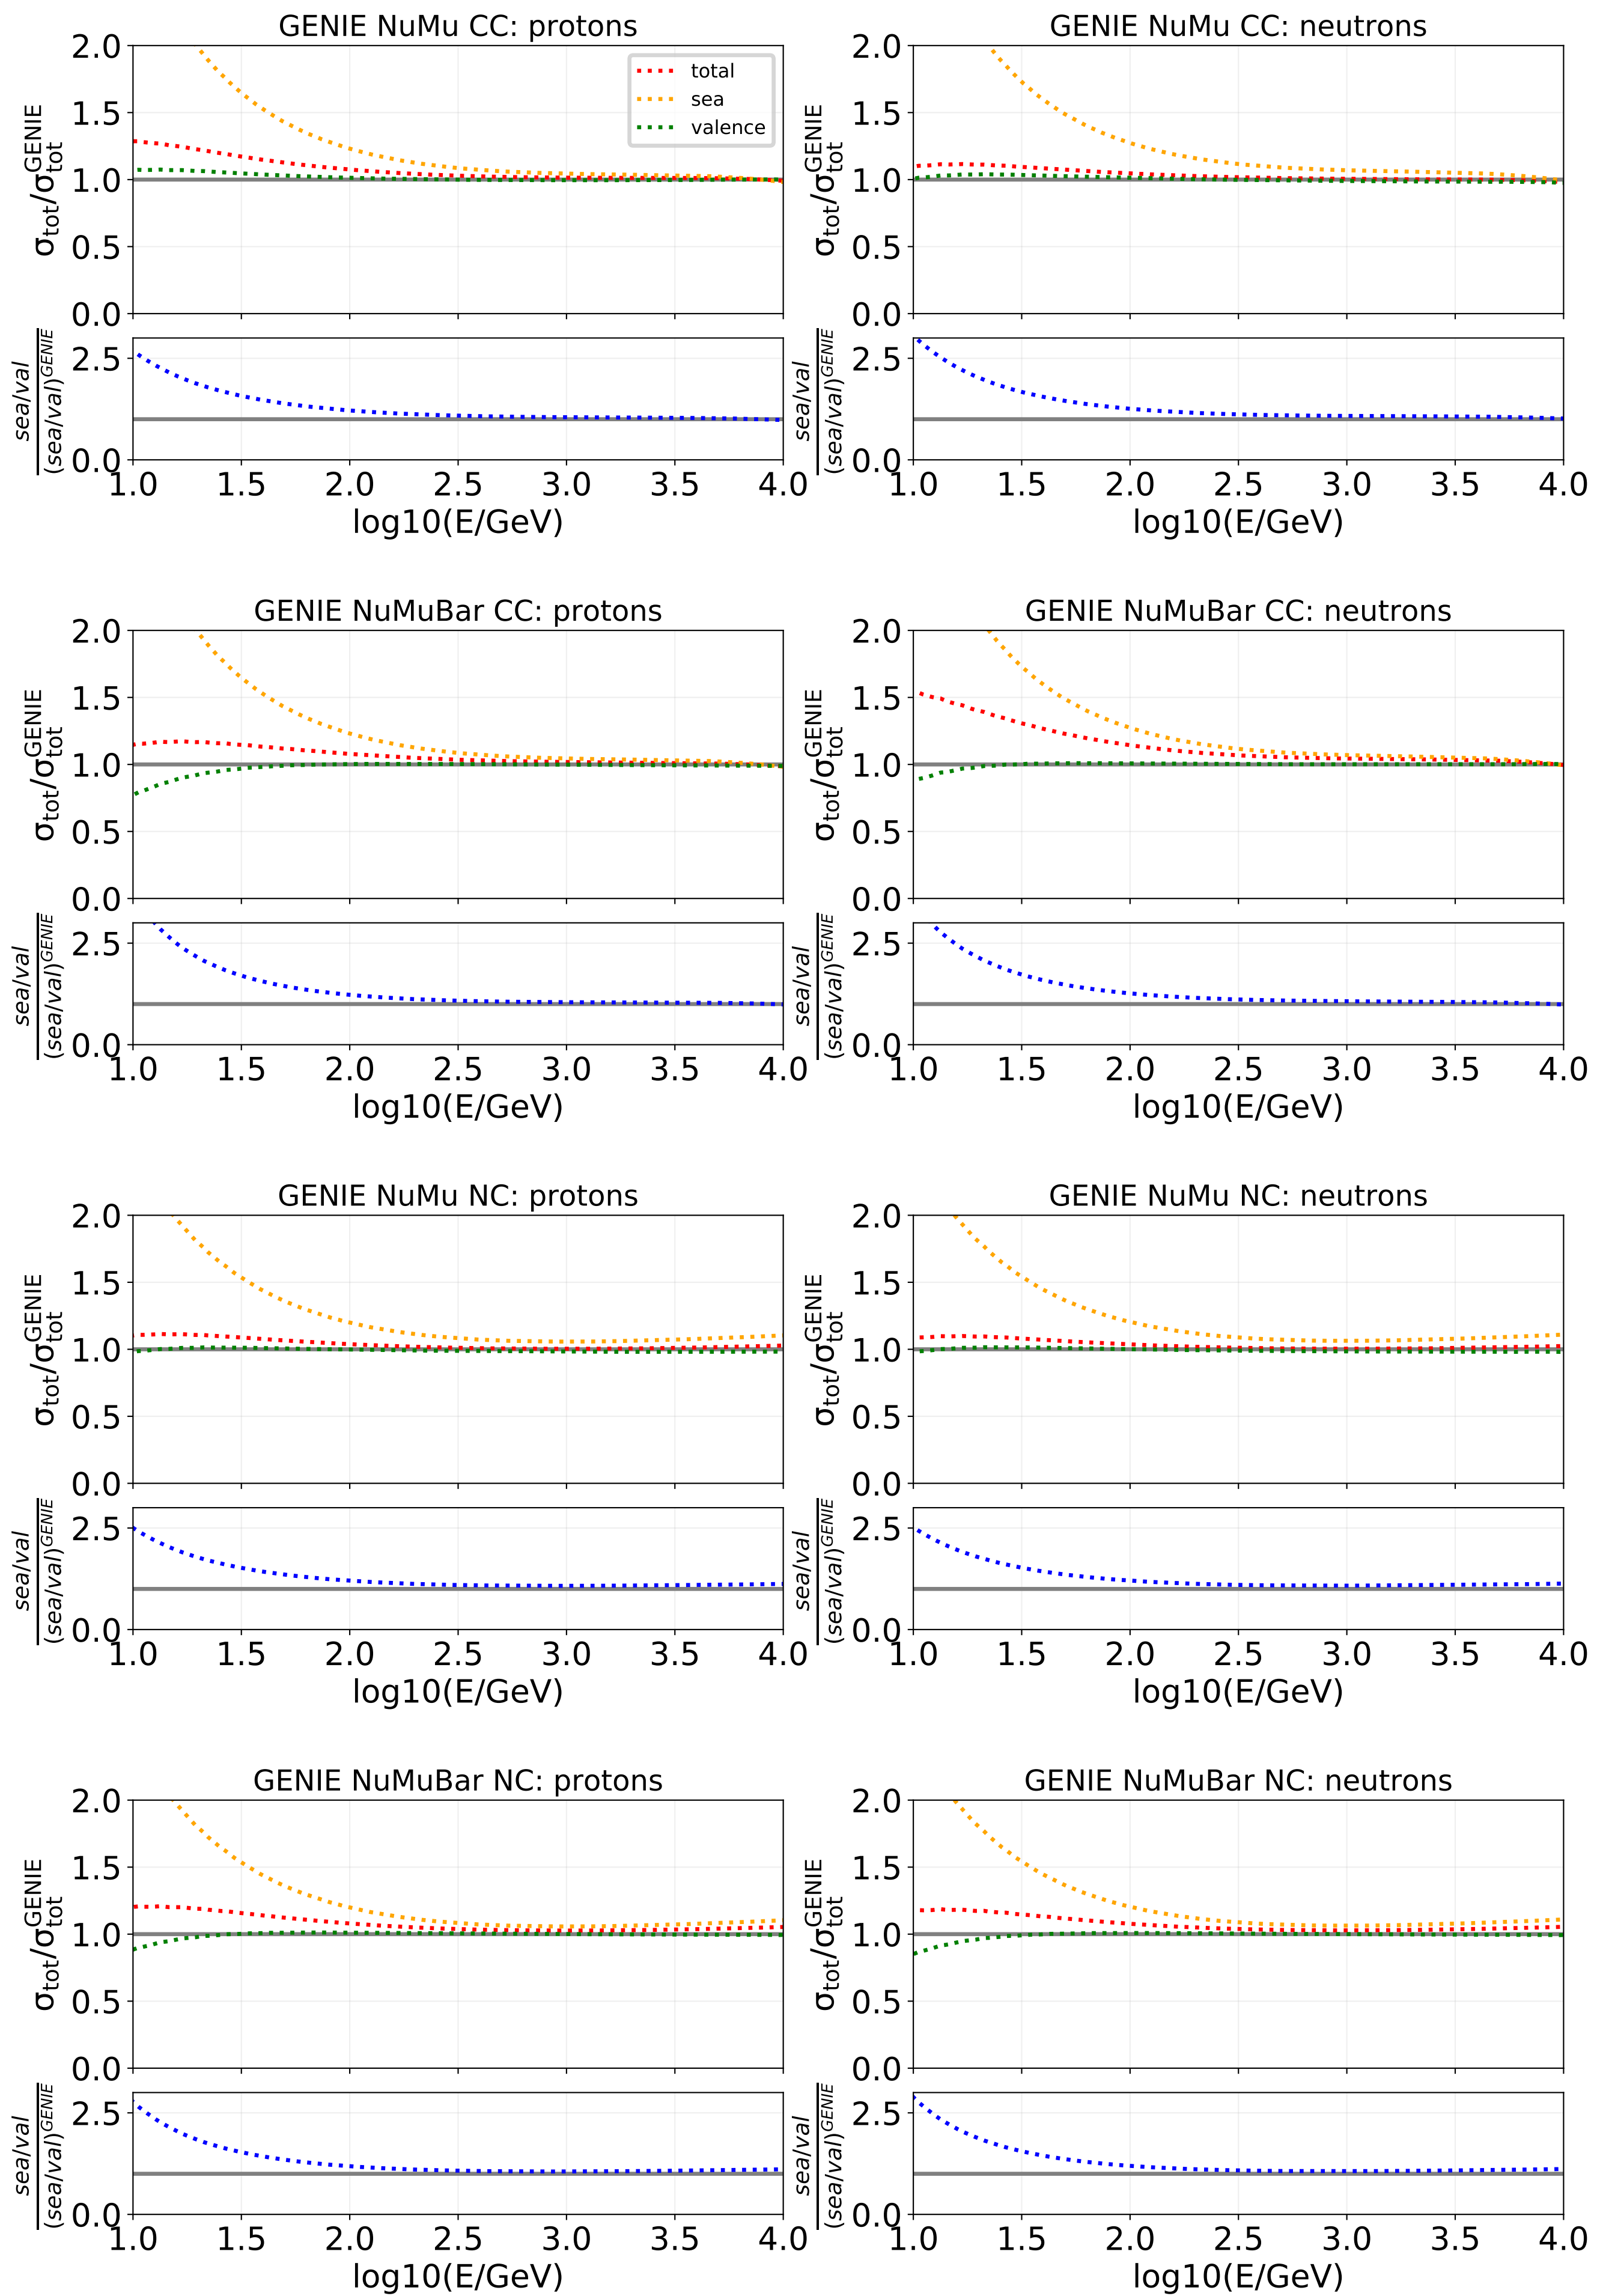 GENIE NuMu CC: protons
2.0
1.5
1.0
0.5
0.0
σtot/σtot^GENIE
total
sea
valence
2.5
0.0
sea/val
(sea/val)^GENIE
1.0 1.5 2.0 2.5 3.0 3.5 4.0
log10(E/GeV)
GENIE NuMu CC: neutrons
2.0
1.5
1.0
0.5
0.0
σtot/σtot^GENIE
2.5
0.0
sea/val
(sea/val)^GENIE
1.0 1.5 2.0 2.5 3.0 3.5 4.0
log10(E/GeV)
GENIE NuMuBar CC: protons
2.0
1.5
1.0
0.5
0.0
σtot/σtot^GENIE
2.5
0.0
sea/val
(sea/val)^GENIE
1.0 1.5 2.0 2.5 3.0 3.5 4.0
log10(E/GeV)
GENIE NuMuBar CC: neutrons
2.0
1.5
1.0
0.5
0.0
σtot/σtot^GENIE
2.5
0.0
sea/val
(sea/val)^GENIE
1.0 1.5 2.0 2.5 3.0 3.5 4.0
log10(E/GeV)
GENIE NuMu NC: protons
2.0
1.5
1.0
0.5
0.0
σtot/σtot^GENIE
2.5
0.0
sea/val
(sea/val)^GENIE
1.0 1.5 2.0 2.5 3.0 3.5 4.0
log10(E/GeV)
GENIE NuMu NC: neutrons
2.0
1.5
1.0
0.5
0.0
σtot/σtot^GENIE
2.5
0.0
sea/val
(sea/val)^GENIE
1.0 1.5 2.0 2.5 3.0 3.5 4.0
log10(E/GeV)
GENIE NuMuBar NC: protons
2.0
1.5
1.0
0.5
0.0
σtot/σtot^GENIE
2.5
0.0
sea/val
(sea/val)^GENIE
1.0 1.5 2.0 2.5 3.0 3.5 4.0
log10(E/GeV)
GENIE NuMuBar NC: neutrons
2.0
1.5
1.0
0.5
0.0
σtot/σtot^GENIE
2.5
0.0
sea/val
(sea/val)^GENIE
1.0 1.5 2.0 2.5 3.0 3.5 4.0
log10(E/GeV)